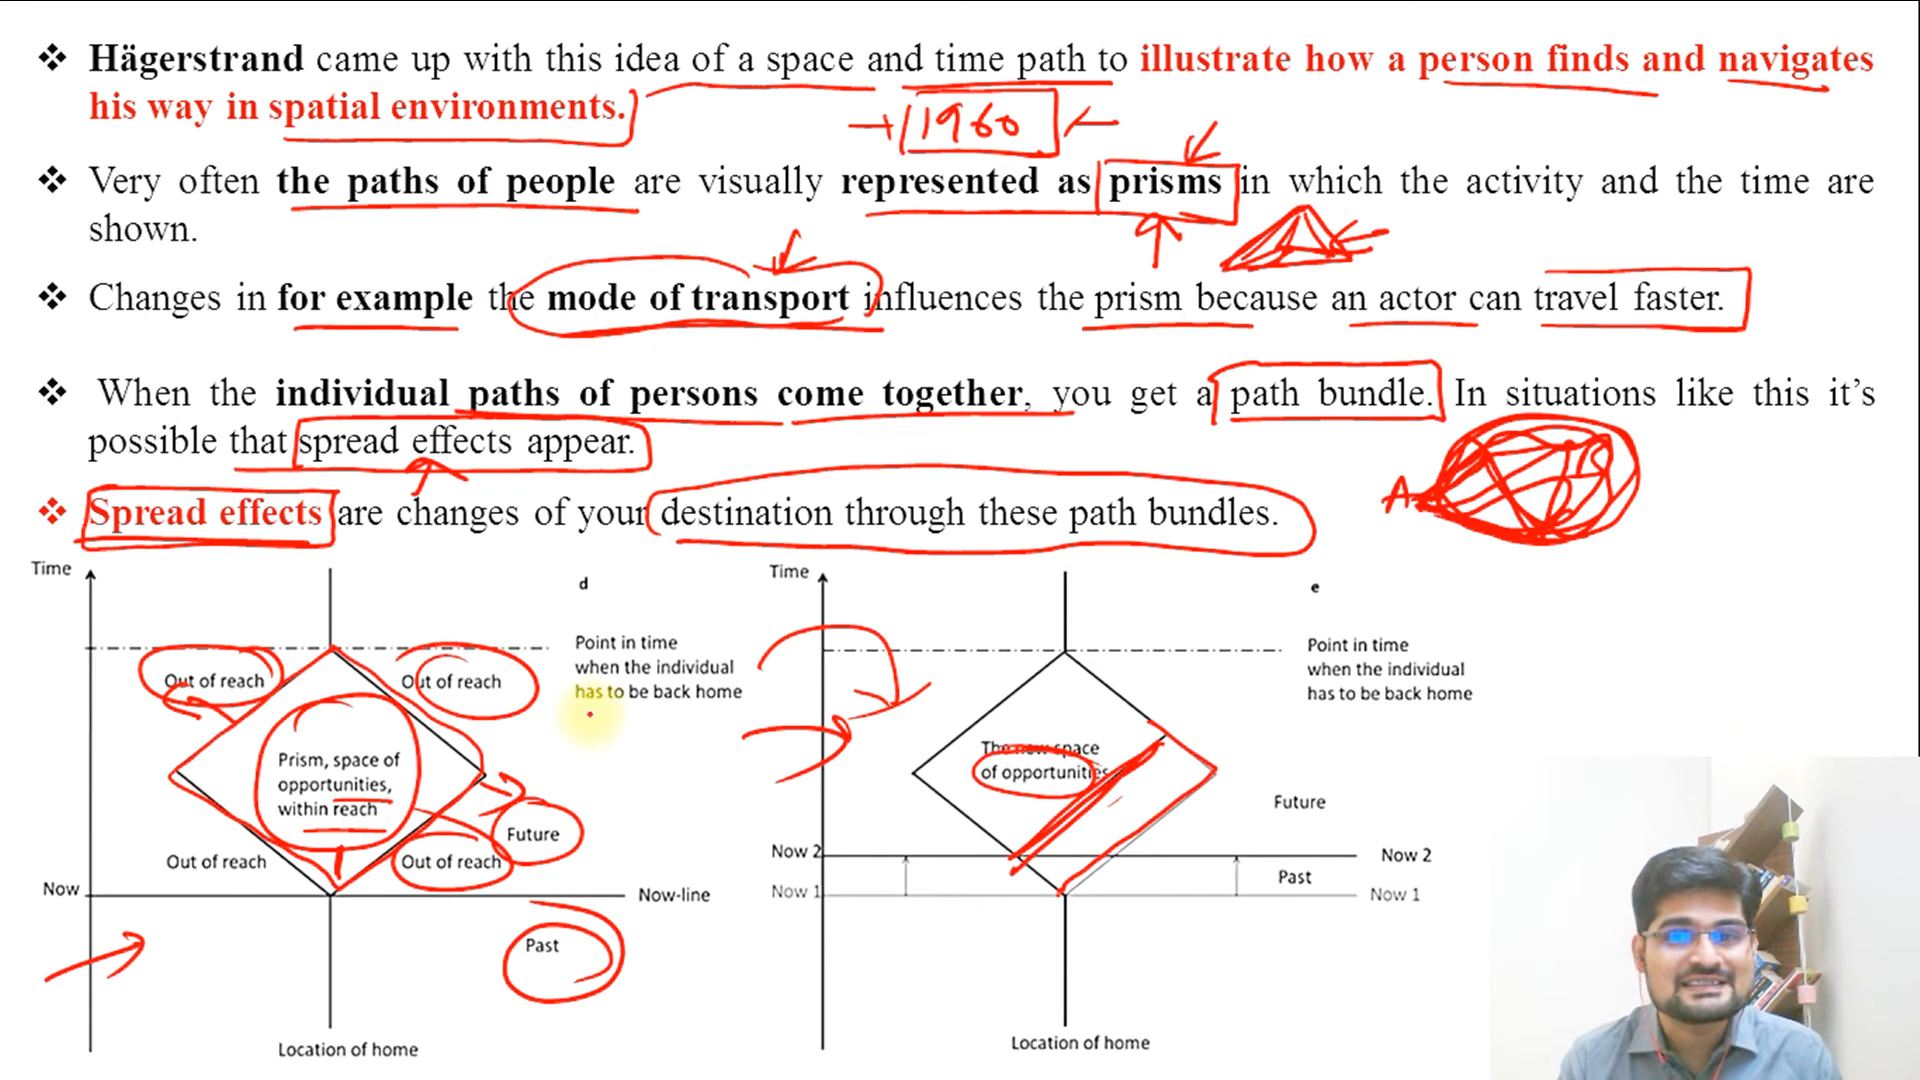 ❖ Hägerstrand came up with this idea of a space and time path to illustrate how a person finds and navigates
his way in spatial environments.
1960
❖ Very often the paths of people are visually represented as prisms in which the activity and the time are
shown.
❖ Changes in for example the mode of transport influences the prism because an actor can travel faster.
❖ When the individual paths of persons come together, you get a path bundle. In situations like this it’s
possible that spread effects appear.
A
❖ Spread effects are changes of your destination through these path bundles.
Time
d
Point in time
when the individual
has to be back home
Out of reach
Out of reach
Prism, space of
opportunities,
within reach
Future
Out of reach
Out of reach
Now
Now-line
Past
Location of home
Time
e
Point in time
when the individual
has to be back home
The new space
of opportunities
Future
Now 2
Now 2
Past
Now 1
Now 1
Location of home